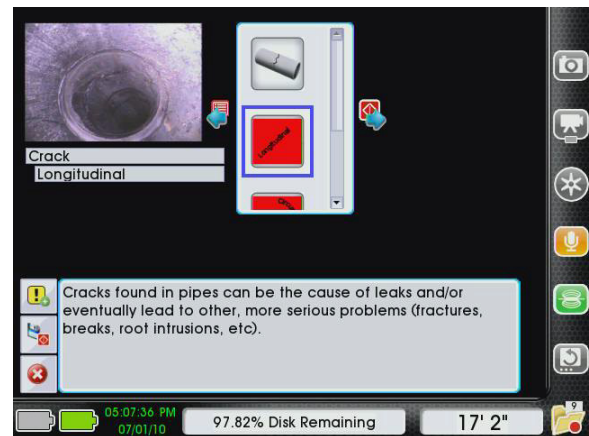 Crack
Longitudinal
Longitudinal
Cracks found in pipes can be the cause of leaks and/or
eventually lead to other, more serious problems (fractures,
breaks, root intrusions, etc).
05:07:36 PM
07/01/10
97.82% Disk Remaining
17' 2"
9